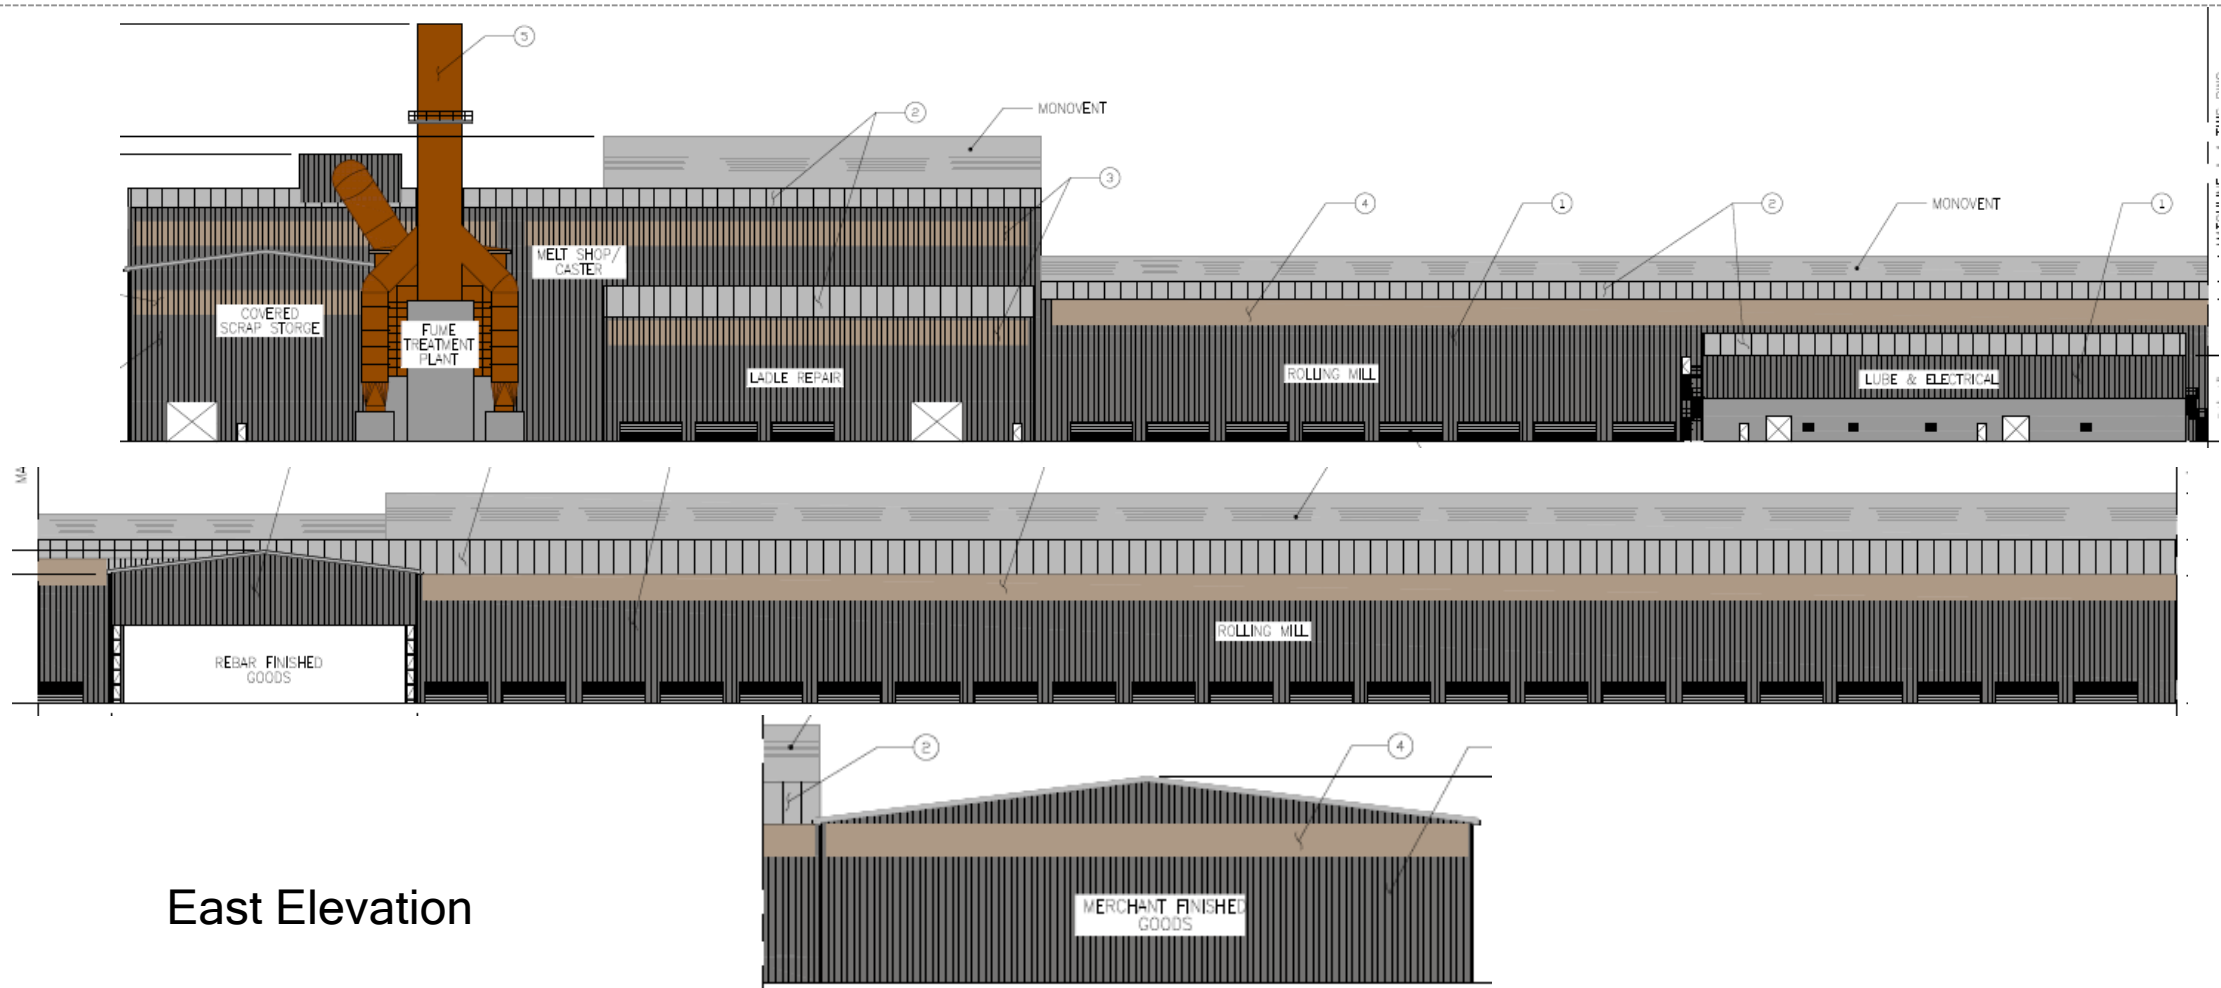 5
2
MONOVENT
3
4
1
2
MONOVENT
1
MELT SHOP/
CASTER
COVERED
SCRAP STORGE
FUME
TREATMENT
PLANT
LADLE REPAIR
ROLLING MILL
LUBE & ELECTRICAL
MA
REBAR FINISHED
GOODS
ROLLING MILL
2
4
MERCHANT FINISHED
GOODS
East Elevation